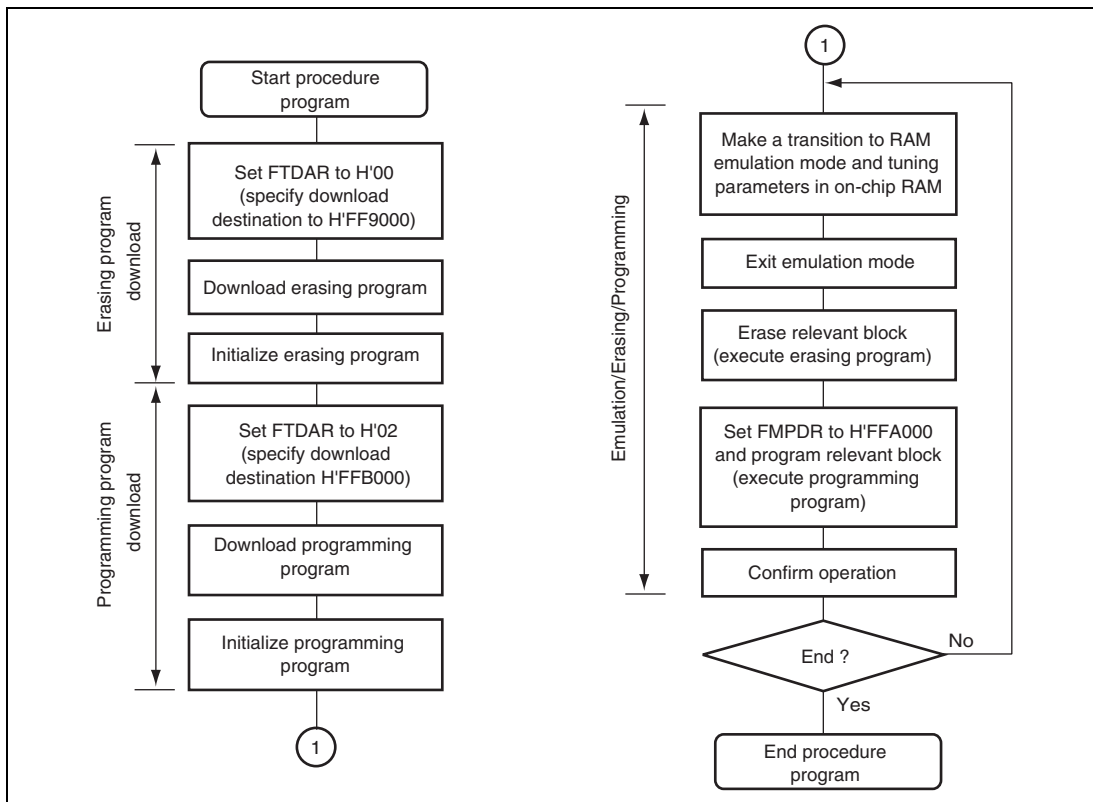 Start procedure
program
Erasing program
download
Set FTDAR to H'00
(specify download
destination to H'FF9000)
Download erasing program
Initialize erasing program
Programming program
download
Set FTDAR to H'02
(specify download
destination H'FFB000)
Download programming
program
Initialize programming
program
1
1
Emulation/Erasing/Programming
Make a transition to RAM
emulation mode and tuning
parameters in on-chip RAM
Exit emulation mode
Erase relevant block
(execute erasing program)
Set FMPDR to H'FFA000
and program relevant block
(execute programming
program)
Confirm operation
End ?
No
Yes
End procedure
program